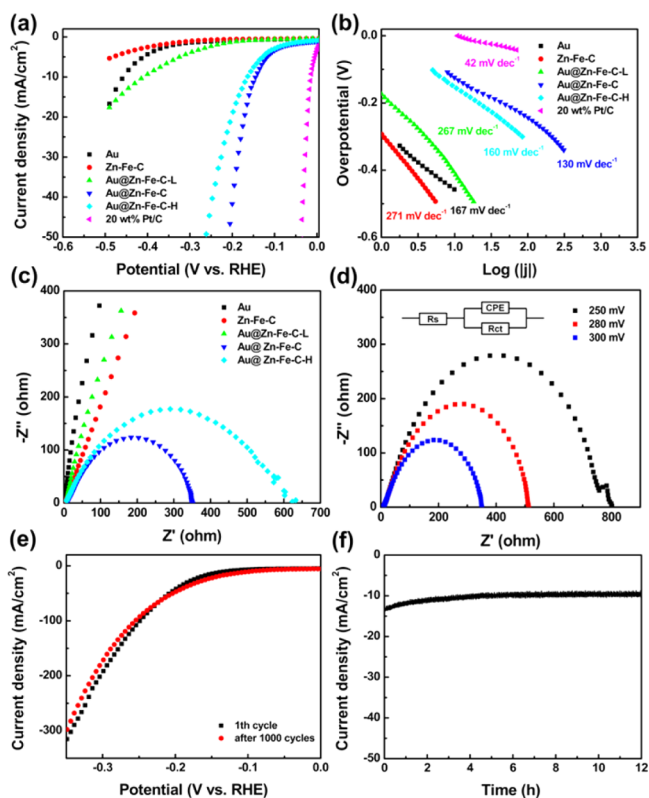 (a)
Current density (mA/cm²)
0
-10
-20
-30
-40
-50
Au
Zn-Fe-C
Au@Zn-Fe-C-L
Au@Zn-Fe-C
Au@Zn-Fe-C-H
20 wt% Pt/C
-0.6 -0.5 -0.4 -0.3 -0.2 -0.1 0.0
Potential (V vs. RHE)
(b)
Overpotential (V)
0.0
-0.2
-0.4
-0.6
Au
Zn-Fe-C
Au@Zn-Fe-C-L
Au@Zn-Fe-C
Au@Zn-Fe-C-H
20 wt% Pt/C
42 mV dec⁻¹
267 mV dec⁻¹
160 mV dec⁻¹
130 mV dec⁻¹
167 mV dec⁻¹
271 mV dec⁻¹
0.0 0.5 1.0 1.5 2.0 2.5 3.0
Log (|j|)
(c)
-Z'' (ohm)
400
300
200
100
0
Au
Zn-Fe-C
Au@Zn-Fe-C-L
Au@ Zn-Fe-C
Au@ Zn-Fe-C-H
0 100 200 300 400 500 600 700
Z' (ohm)
(d)
-Z'' (ohm)
400
300
200
100
0
Rs
CPE
Rct
250 mV
280 mV
300 mV
0 200 400 600 800
Z' (ohm)
(e)
Current density (mA/cm²)
0
-100
-200
-300
1th cycle
after 1000 cycles
-0.3 -0.2 -0.1 0.0
Potential (V vs. RHE)
(f)
Current density (mA/cm²)
0
-10
-20
-30
-40
-50
0 2 4 6 8 10 12
Time (h)